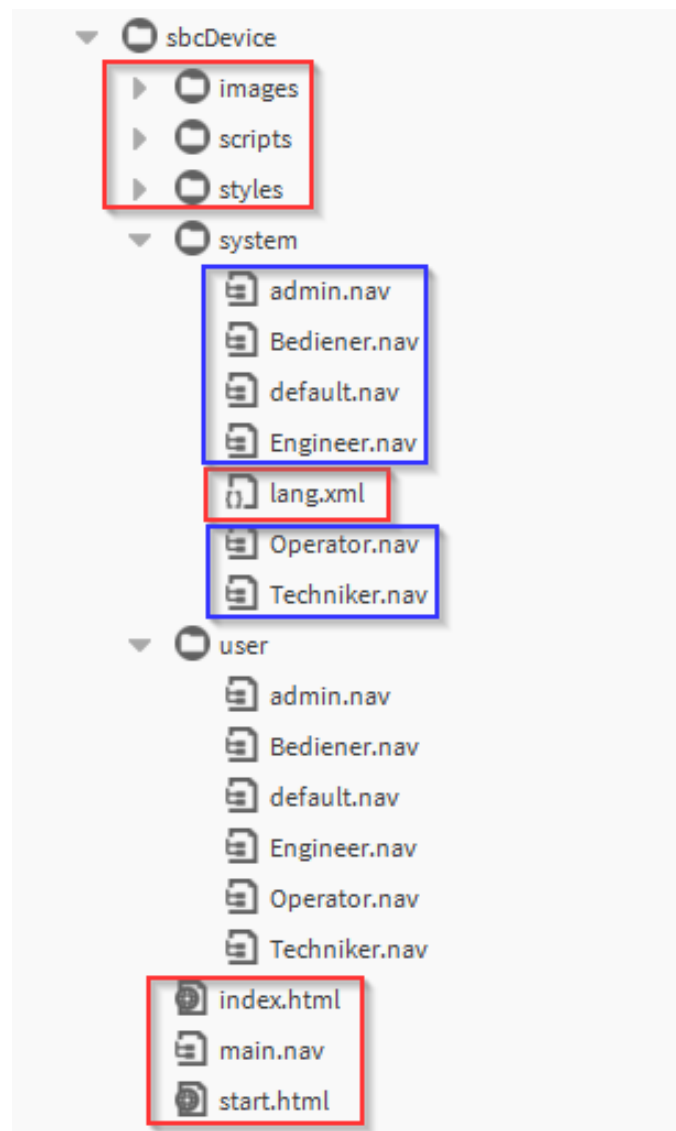 sbcDevice
images
scripts
styles
system
admin.nav
Bediener.nav
default.nav
Engineer.nav
lang.xml
Operator.nav
Techniker.nav
user
admin.nav
Bediener.nav
default.nav
Engineer.nav
Operator.nav
Techniker.nav
index.html
main.nav
start.html